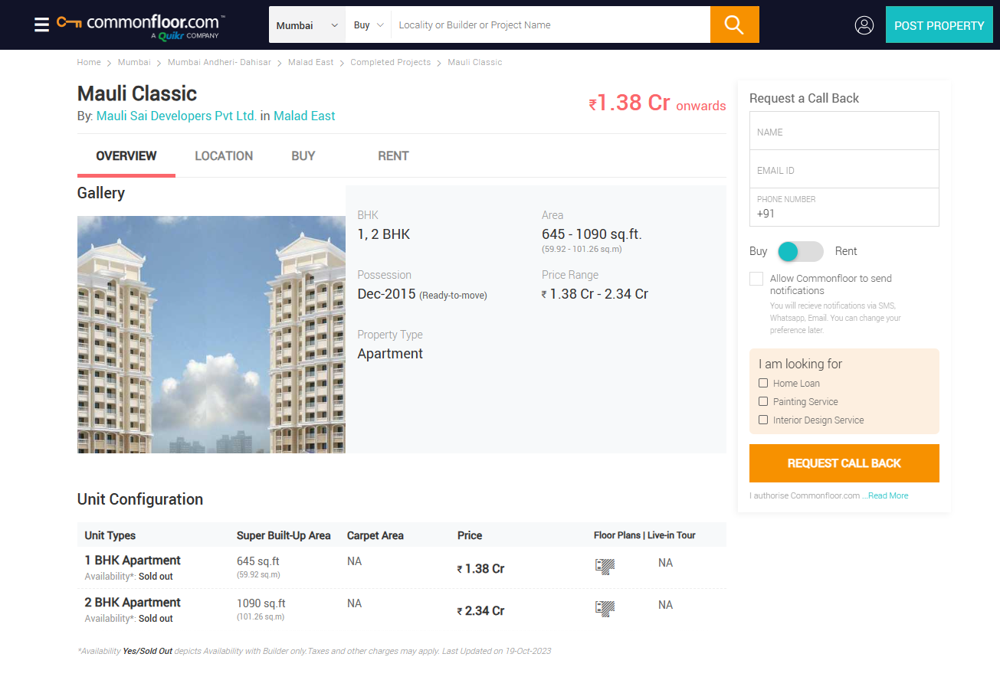 commonfloor.com™
A Quikr COMPANY
Mumbai
Buy
Locality or Builder or Project Name
POST PROPERTY
Home > Mumbai > Mumbai Andheri- Dahisar > Malad East > Completed Projects > Mauli Classic
Mauli Classic
By: Mauli Sai Developers Pvt Ltd. in Malad East
₹1.38 Cr onwards
OVERVIEW LOCATION BUY RENT
Gallery
BHK
1, 2 BHK
Area
645 - 1090 sq.ft.
(59.92 - 101.26 sq.m)
Possession
Dec-2015 (Ready-to-move)
Price Range
₹ 1.38 Cr - 2.34 Cr
Property Type
Apartment
Unit Configuration
Unit Types Super Built-Up Area Carpet Area Price Floor Plans | Live-in Tour
1 BHK Apartment 645 sq.ft NA ₹ 1.38 Cr NA
Availability*: Sold out (59.92 sq.m)
2 BHK Apartment 1090 sq.ft NA ₹ 2.34 Cr NA
Availability*: Sold out (101.26 sq.m)
*Availability Yes/Sold Out depicts Availability with Builder only.Taxes and other charges may apply. Last Updated on 19-Oct-2023
Request a Call Back
NAME
EMAIL ID
PHONE NUMBER
+91
Buy Rent
Allow Commonfloor to send
notifications
You will recieve notifications via SMS,
Whatsapp, Email. You can change your
preference later.
I am looking for
Home Loan
Painting Service
Interior Design Service
REQUEST CALL BACK
I authorise Commonfloor.com ...Read More